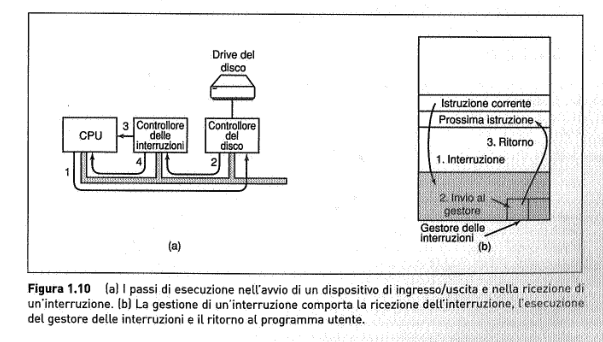 Drive del
disco
CPU
3
Controllore
delle
interruzioni
Controllore
del
disco
1
4
2
(a)
Istruzione corrente
Prossima istruzione
3. Ritorno
1. Interruzione
2. Invio al
gestore
Gestore delle
interruzioni
(b)
Figura 1.10 (a) I passi di esecuzione nell'avvio di un dispositivo di ingresso/uscita e nella ricezione di
un'interruzione. (b) La gestione di un'interruzione comporta la ricezione dell'interruzione, l'esecuzione
del gestore delle interruzioni e il ritorno al programma utente.